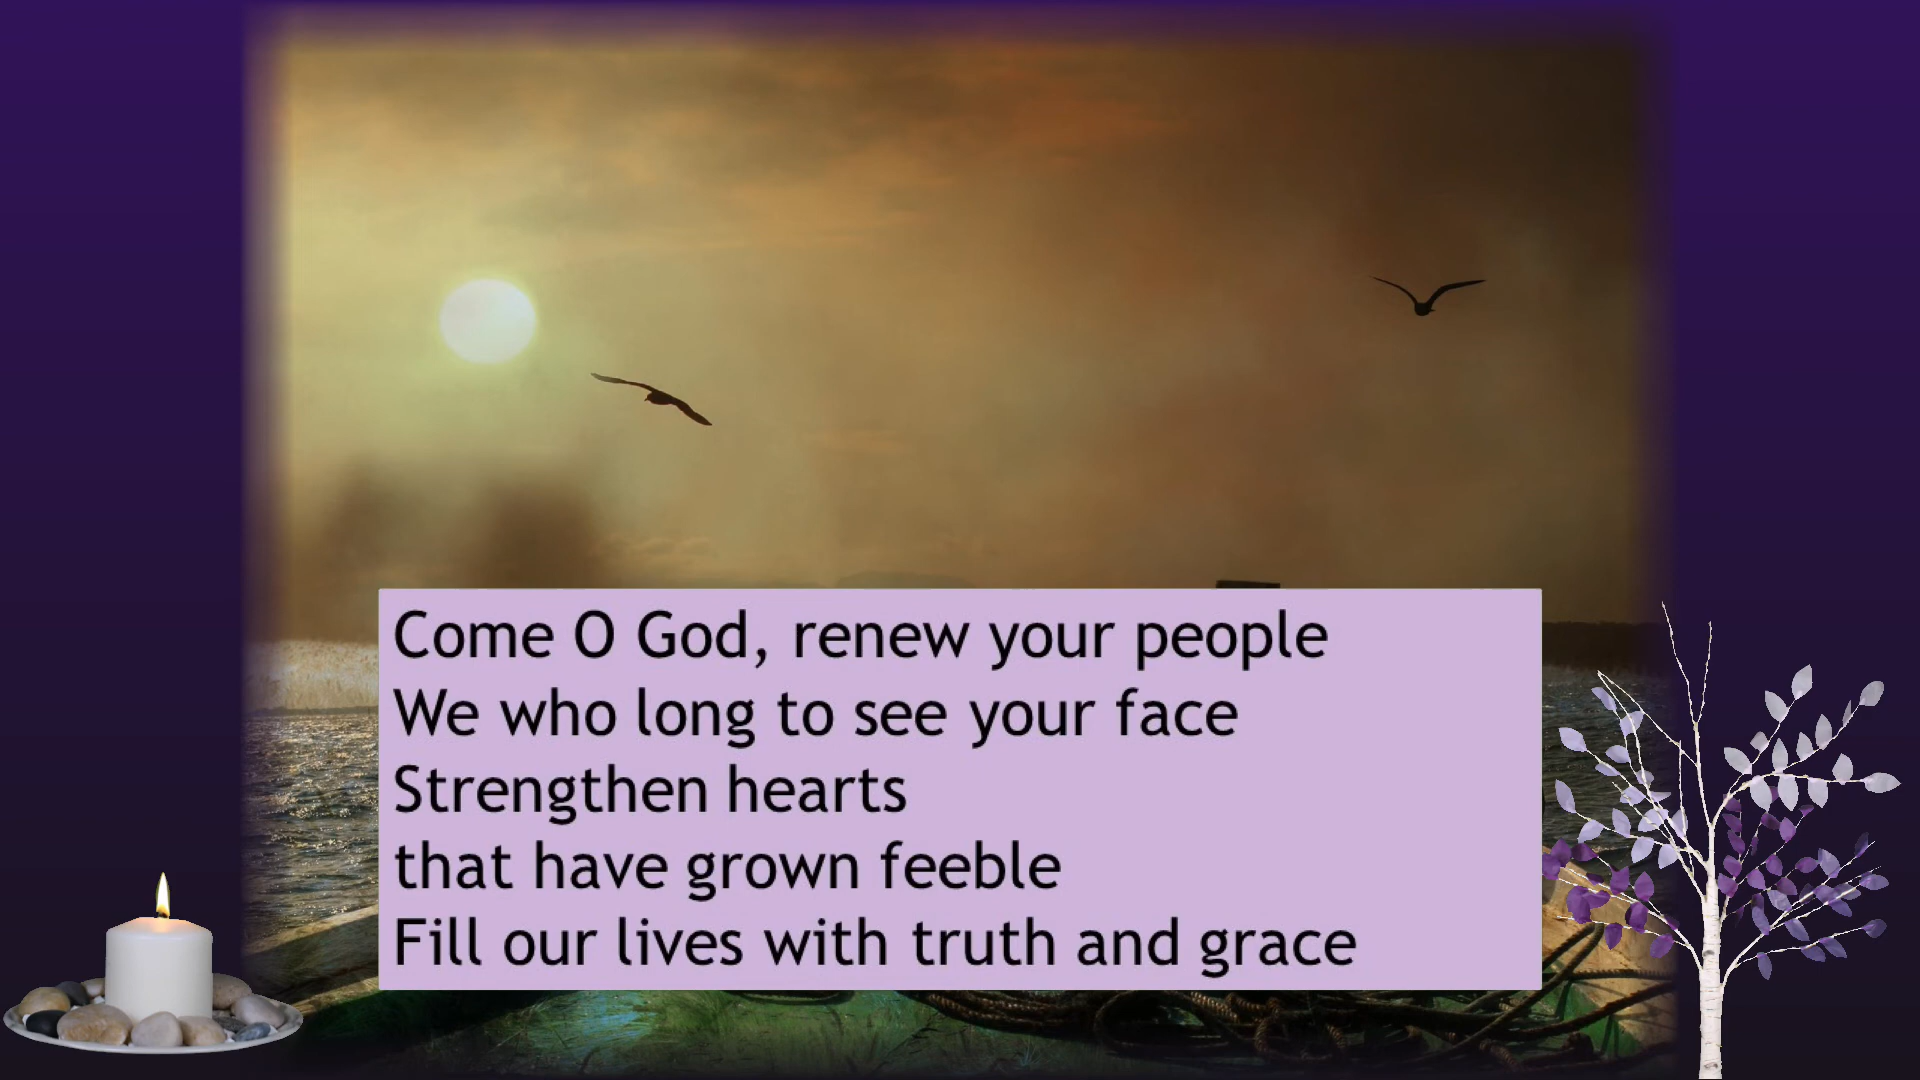 Come O God, renew your people
We who long to see your face
Strengthen hearts
that have grown feeble
Fill our lives with truth and grace